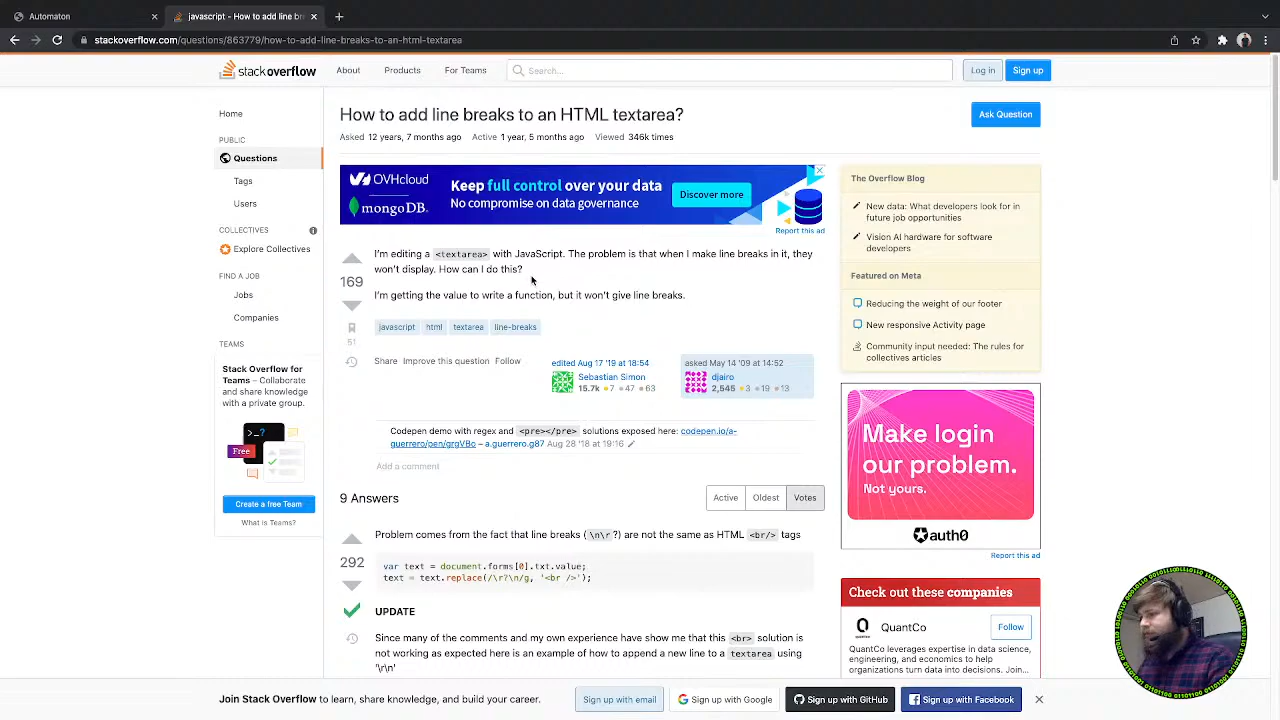 Automaton
javascript - How to add line br
stackoverflow.com/questions/863779/how-to-add-line-breaks-to-an-html-textarea
stackoverflow
About
Products
For Teams
Search...
Log in
Sign up
Home
PUBLIC
Questions
Tags
Users
COLLECTIVES
Explore Collectives
FIND A JOB
Jobs
Companies
TEAMS
Stack Overflow for
Teams – Collaborate
and share knowledge
with a private group.
>_?
Free
Create a free Team
What is Teams?
How to add line breaks to an HTML textarea?
Ask Question
Asked 12 years, 7 months ago Active 1 year, 5 months ago Viewed 346k times
OVHcloud
mongoDB.
Keep full control over your data
No compromise on data governance
Discover more
Report this ad
169
I'm editing a <textarea> with JavaScript. The problem is that when I make line breaks in it, they
won't display. How can I do this?
I'm getting the value to write a function, but it won't give line breaks.
51
javascript html textarea line-breaks
Share Improve this question Follow
edited Aug 17 '19 at 18:54
Sebastian Simon
15.7k 7 47 63
asked May 14 '09 at 14:52
djairo
2,545 3 19 13
Codepen demo with regex and <pre></pre> solutions exposed here: codepen.io/a-
guerrero/pen/grgVBo – a.guerrero.g87 Aug 28 '18 at 19:16
Add a comment
9 Answers
Active
Oldest
Votes
292
Problem comes from the fact that line breaks (\n\r?) are not the same as HTML <br/> tags
var text = document.forms[0].txt.value;
text = text.replace(/\r?\n/g, '<br />');
UPDATE
Since many of the comments and my own experience have show me that this <br> solution is
not working as expected here is an example of how to append a new line to a textarea using
'\r\n'
The Overflow Blog
New data: What developers look for in
future job opportunities
Vision AI hardware for software
developers
Featured on Meta
Reducing the weight of our footer
New responsive Activity page
Community input needed: The rules for
collectives articles
Make login
our problem.
Not yours.
auth0
Report this ad
Check out these companies
QuantCo
QuantCo
Follow
QuantCo leverages expertise in data science,
engineering, and economics to help
organizations turn data into decisions. Join...
Join Stack Overflow to learn, share knowledge, and build your career.
Sign up with email
Sign up with Google
Sign up with GitHub
Sign up with Facebook